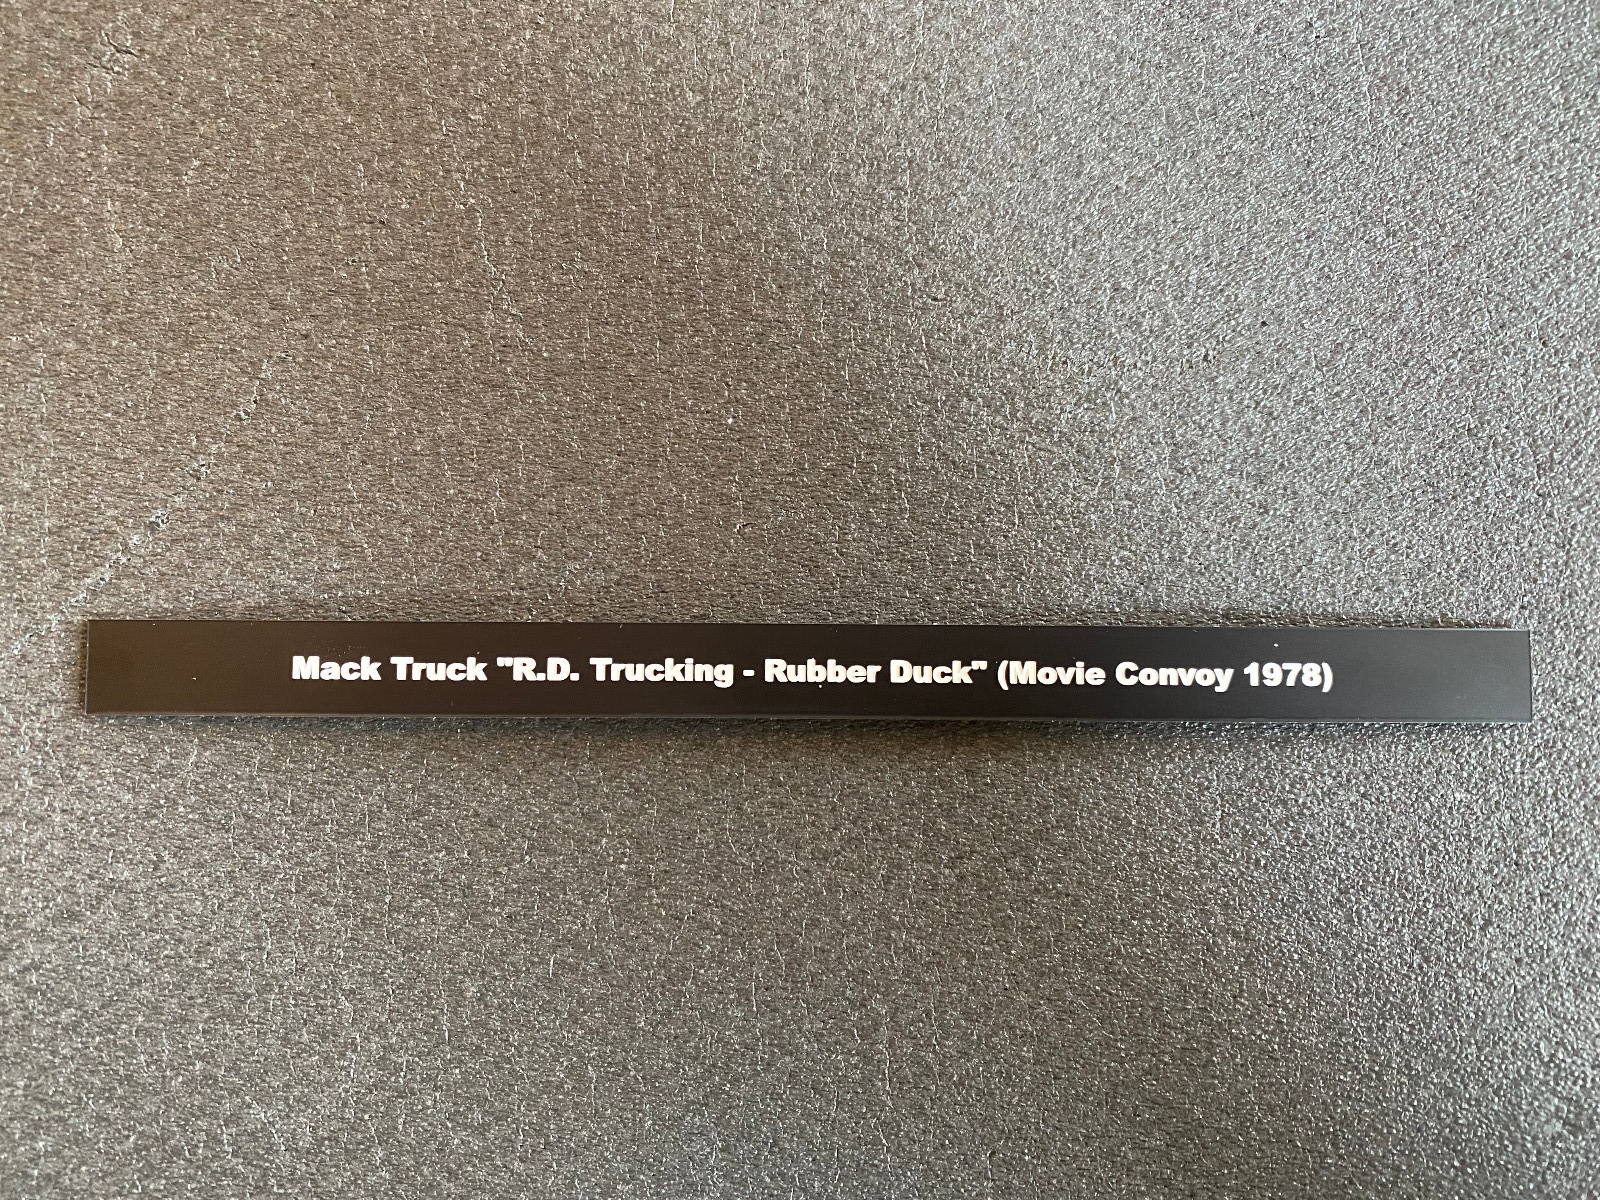 Mack Truck "R.D. Trucking - Rubber Duck" (Movie Convoy 1978)